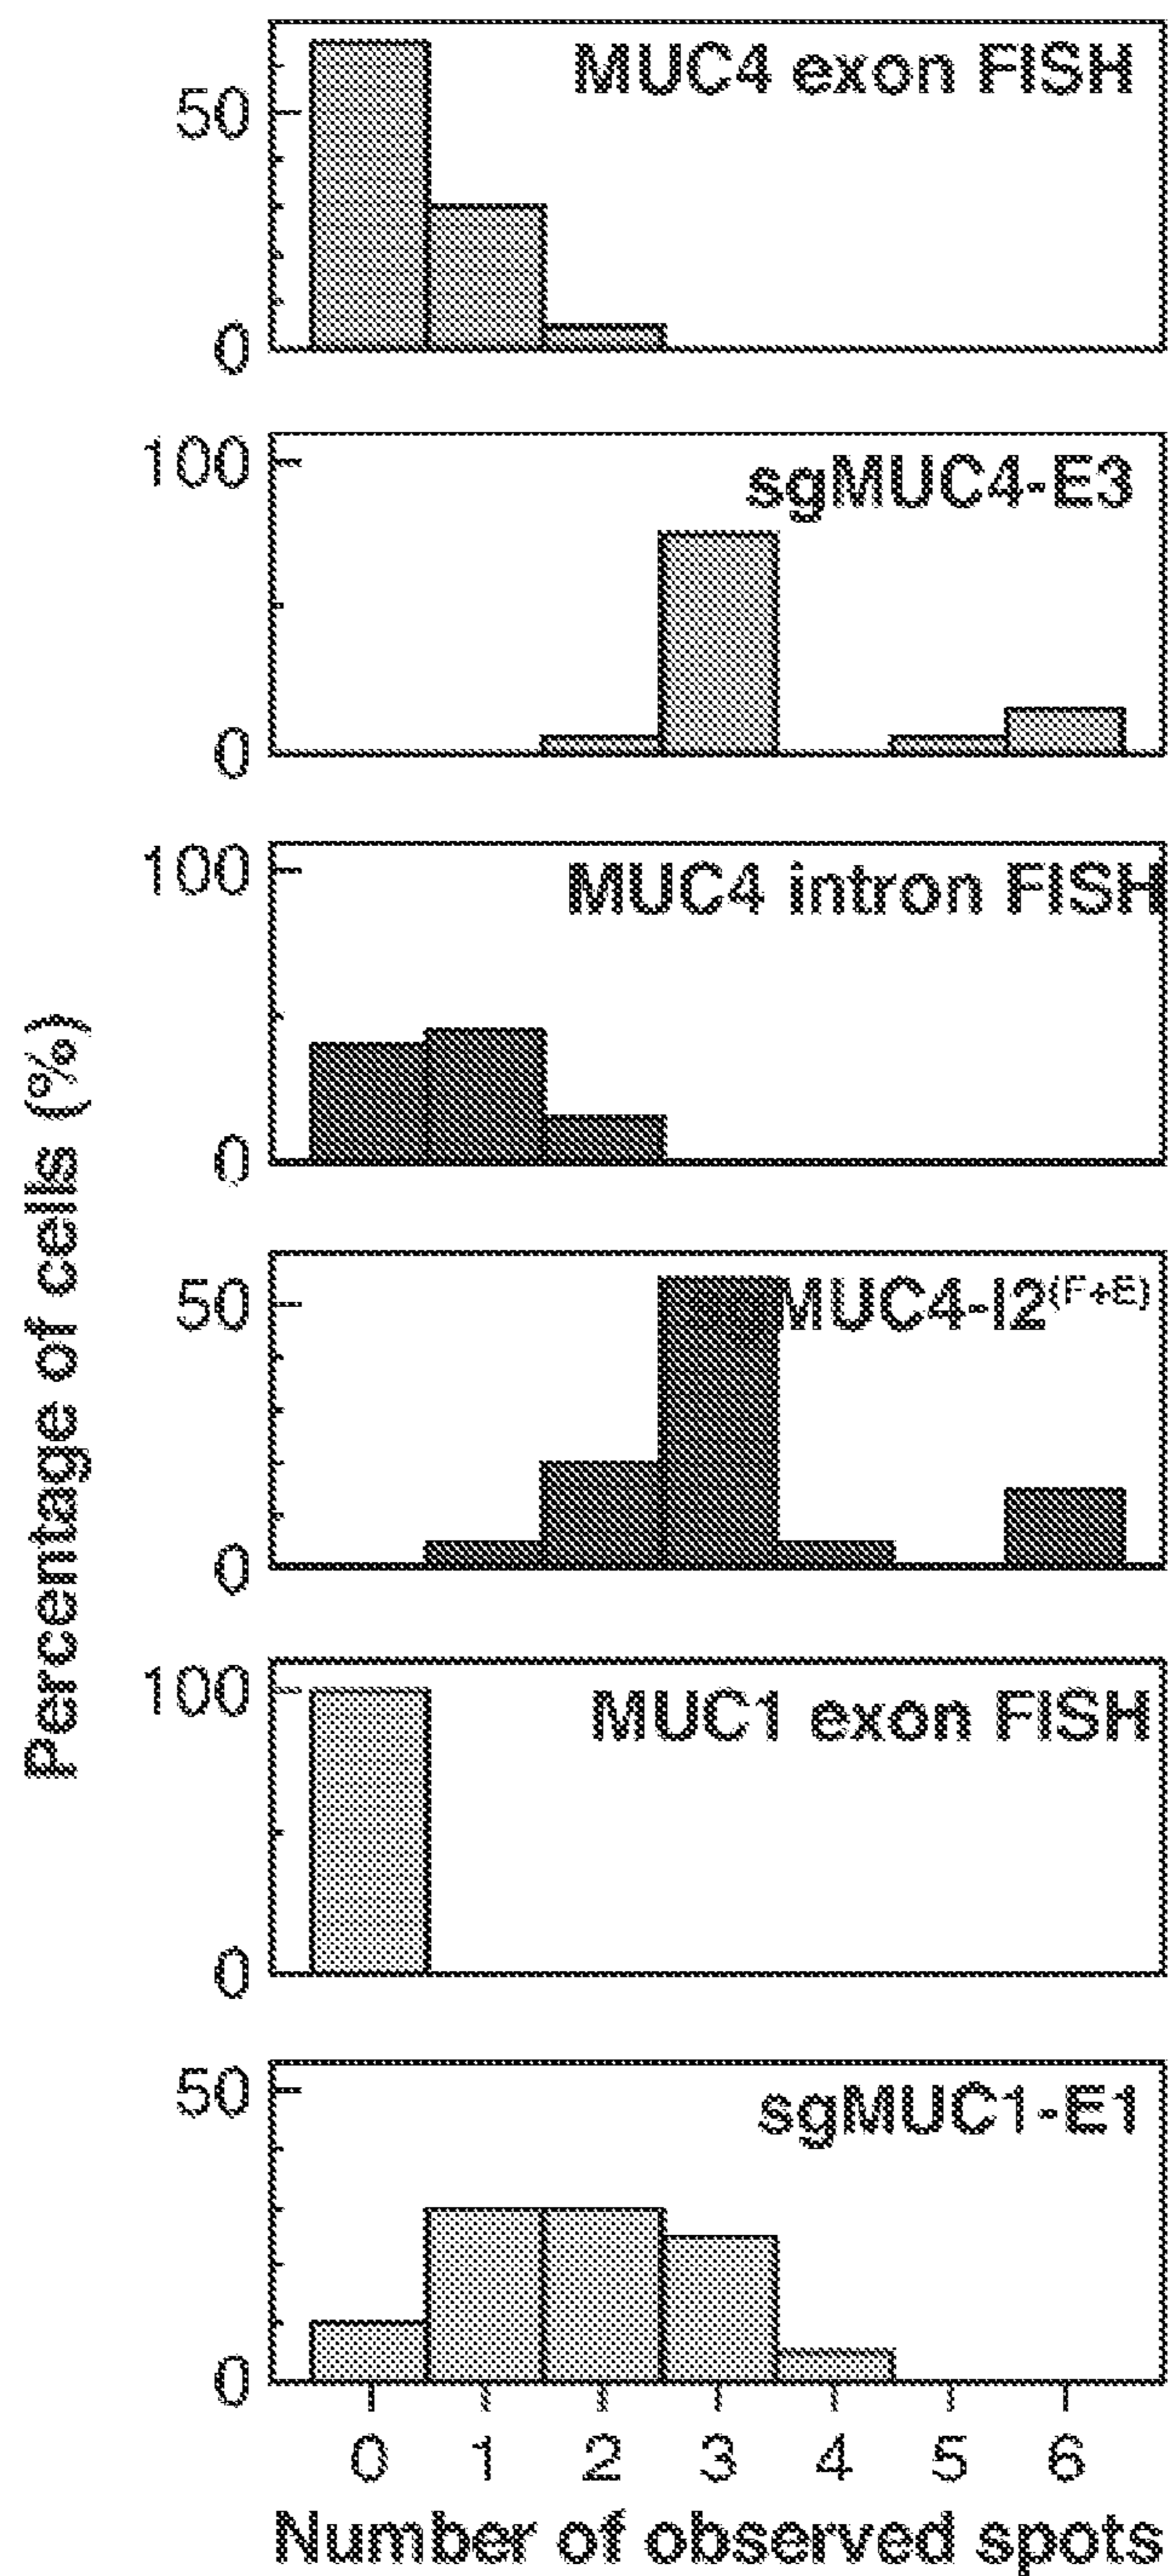 Percentage of cells (%)
MUC4 exon FISH
50
0
sgMUC4-E3
100
0
MUC4 intron FISH
100
0
MUC4-I2(F+E)
50
0
MUC1 exon FISH
100
0
sgMUC1-E1
50
0
0 1 2 3 4 5 6
Number of observed spots